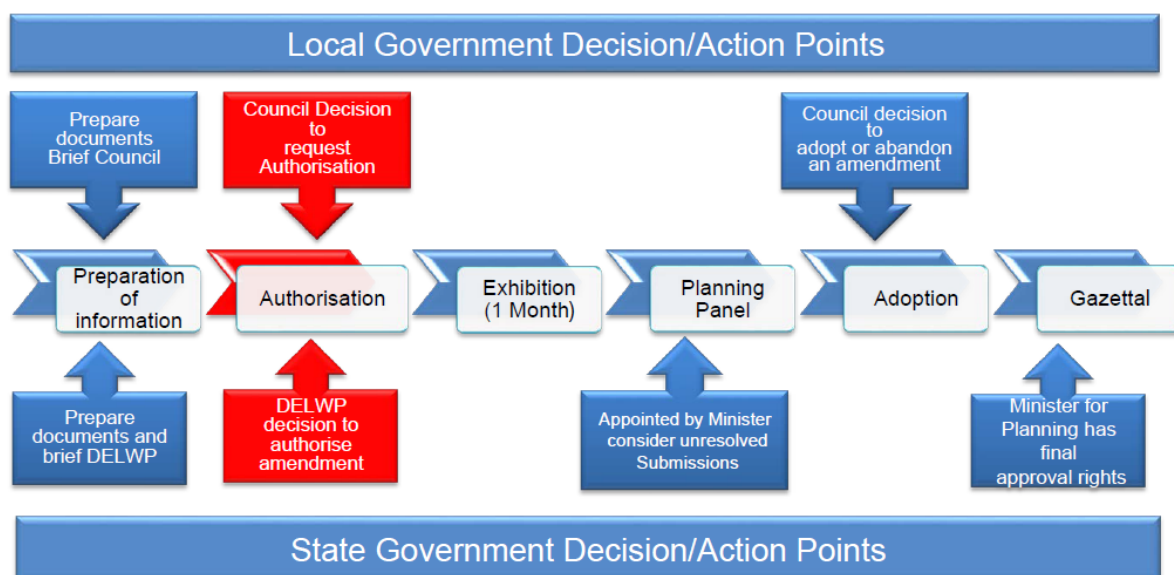 Local Government Decision/Action Points
Prepare
documents
Brief Council
Council Decision
to
request
Authorisation
Council decision
to
adopt or abandon
an amendment
Preparation
of
information
Authorisation
Exhibition
(1 Month)
Planning
Panel
Adoption
Gazettal
Prepare
documents and
brief DELWP
DELWP
decision to
authorise
amendment
Appointed by Minister
consider unresolved
Submissions
Minister for
Planning has
final
approval rights
State Government Decision/Action Points